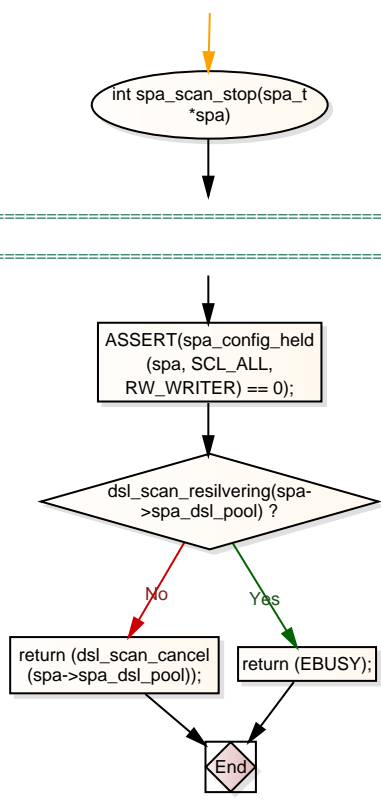 int spa_scan_stop(spa_t
*spa)
ASSERT(spa_config_held
(spa, SCL_ALL,
RW_WRITER) == 0);
dsl_scan_resilvering(spa-
>spa_dsl_pool) ?
No
Yes
return (dsl_scan_cancel
(spa->spa_dsl_pool));
return (EBUSY);
End